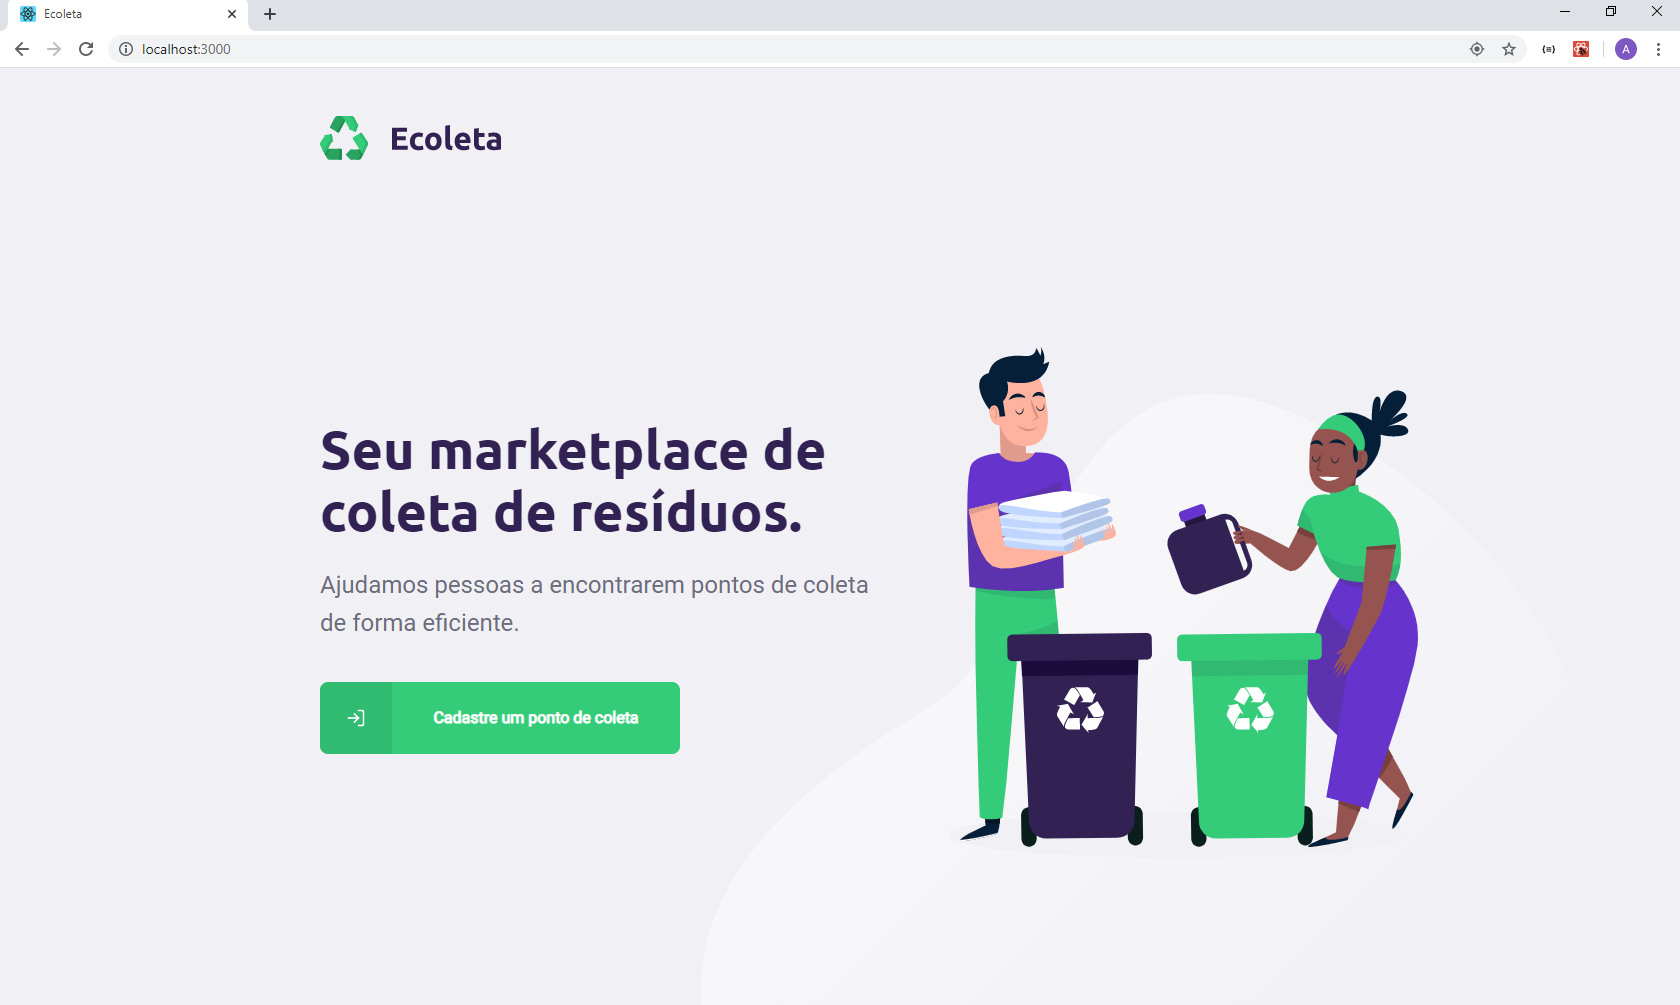 Ecoleta
localhost:3000
A
Ecoleta
Seu marketplace de
coleta de resíduos.
Ajudamos pessoas a encontrarem pontos de coleta
de forma eficiente.
Cadastre um ponto de coleta